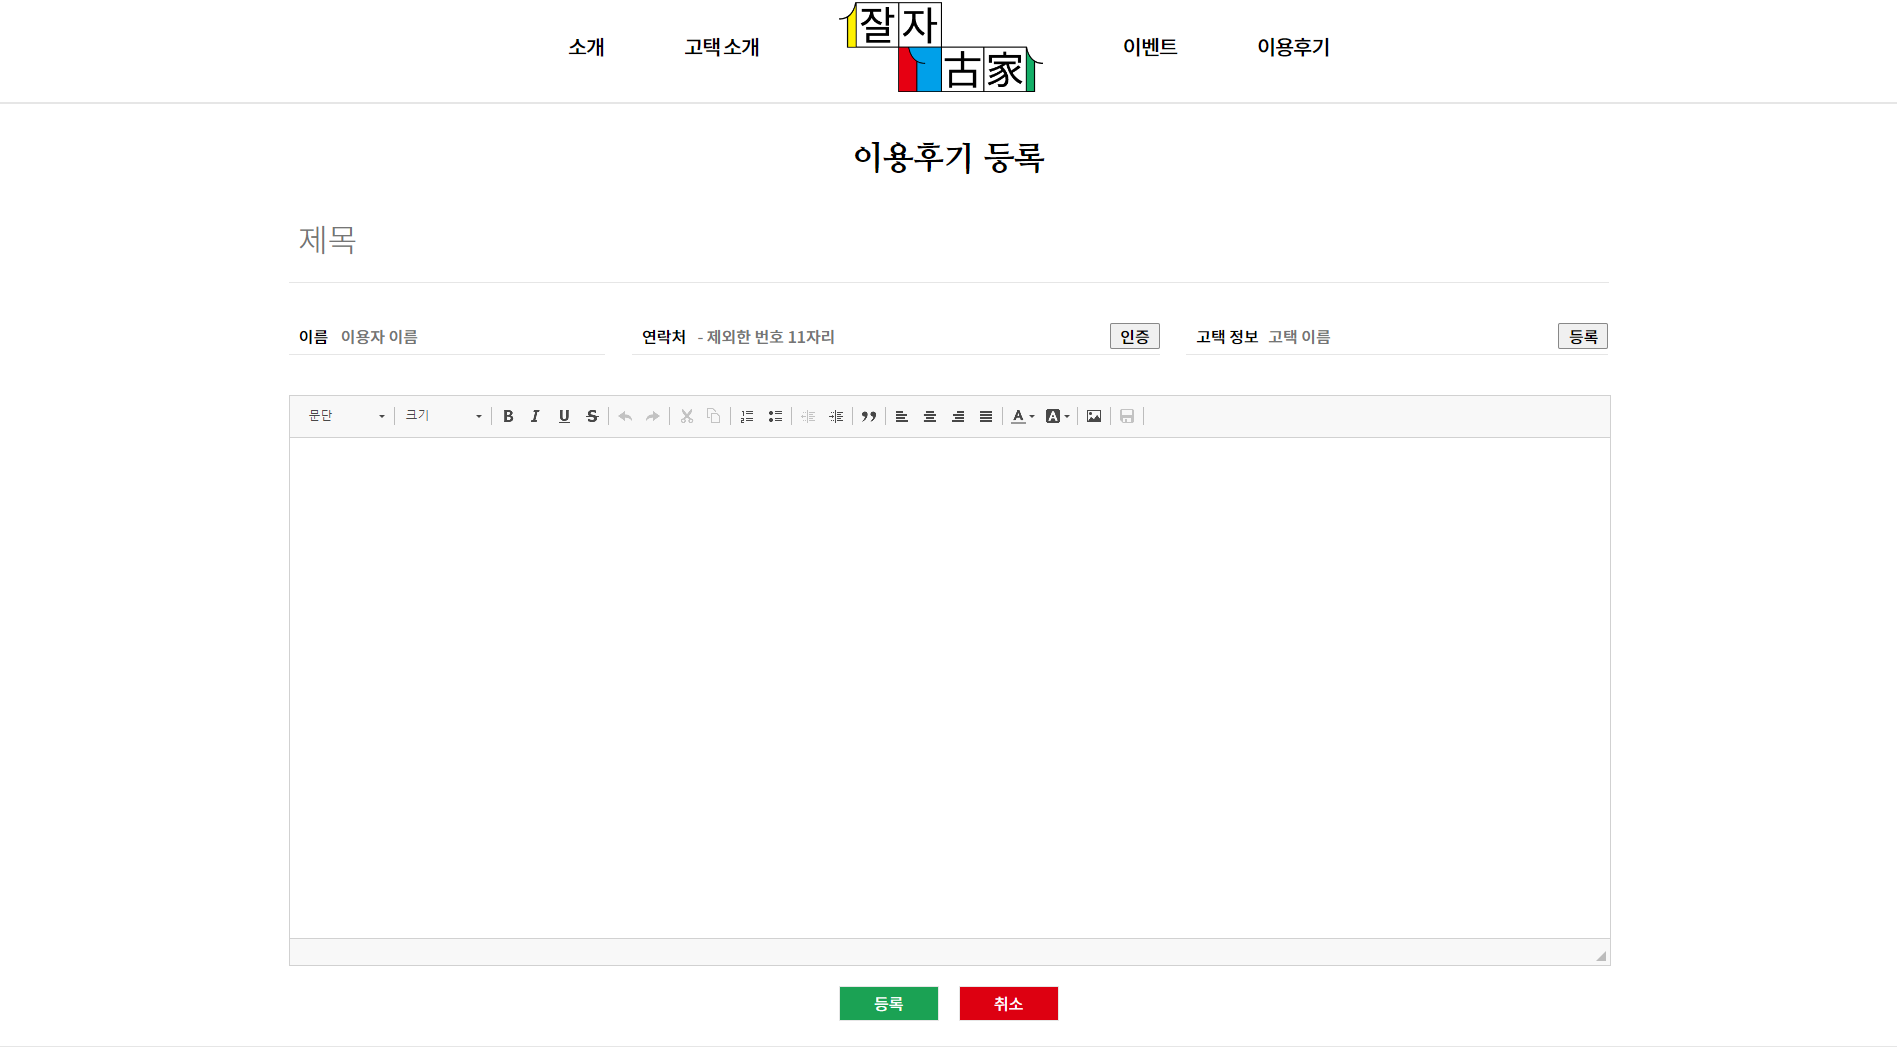 소개 고택 소개 잘자 古家 이벤트 이용후기
이용후기 등록
제목
이름 이용자 이름 연락처 - 제외한 번호 11자리 인증 고택 정보 고택 이름 등록
문단 크기 B I U S A A
등록 취소